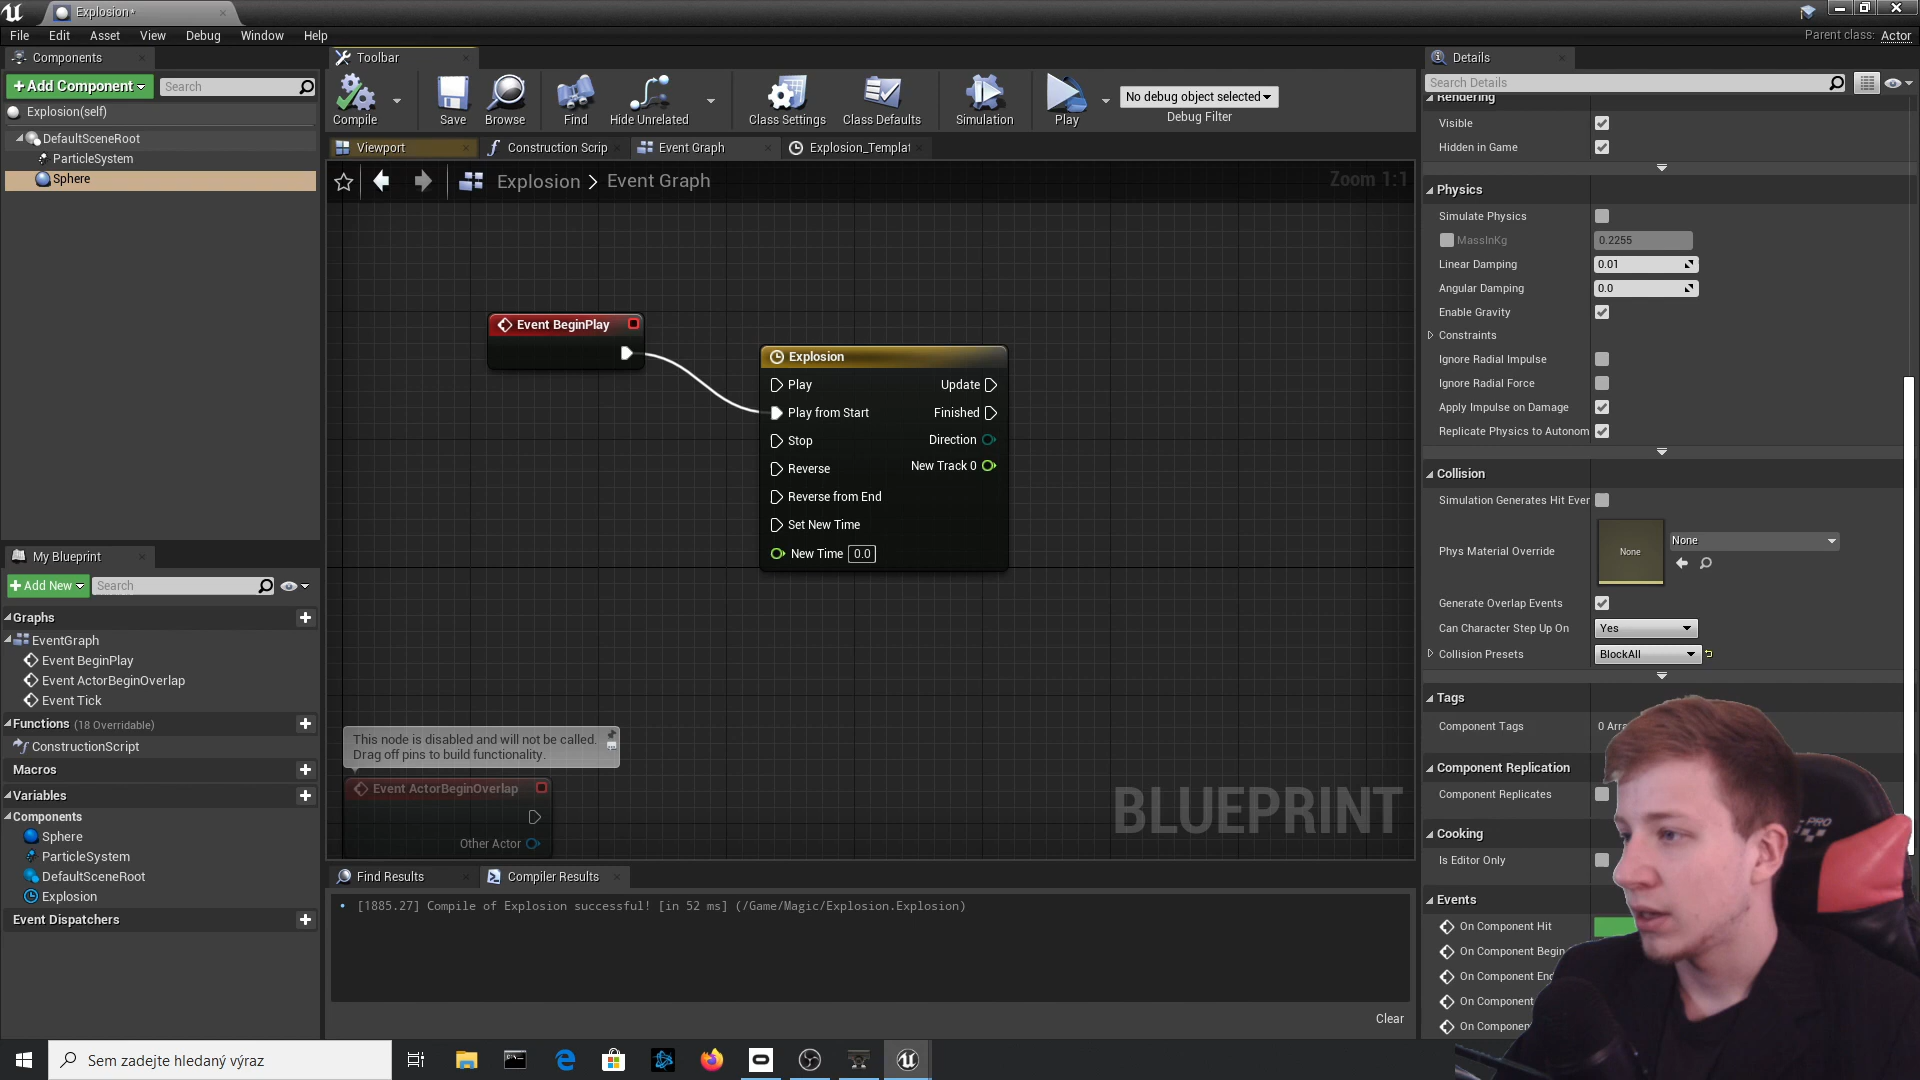 Explosion*
File Edit Asset View Debug Window Help
Parent class: Actor
Components
+Add Component
Search
Explosion(self)
DefaultSceneRoot
ParticleSystem
Sphere
Toolbar
Compile
Save
Browse
Find
Hide Unrelated
Class Settings
Class Defaults
Simulation
Play
No debug object selected
Debug Filter
Viewport
Construction Scrip
Event Graph
Explosion_Templat
Explosion > Event Graph
Zoom 1:1
Event BeginPlay
Explosion
Play
Update
Play from Start
Finished
Stop
Direction
Reverse
New Track 0
Reverse from End
Set New Time
New Time 0.0
This node is disabled and will not be called.
Drag off pins to build functionality.
Event ActorBeginOverlap
Other Actor
BLUEPRINT
My Blueprint
+Add New
Search
Graphs
EventGraph
Event BeginPlay
Event ActorBeginOverlap
Event Tick
Functions (18 Overridable)
ConstructionScript
Macros
Variables
Components
Sphere
ParticleSystem
DefaultSceneRoot
Explosion
Event Dispatchers
Find Results
Compiler Results
[1885.27] Compile of Explosion successful! [in 52 ms] (/Game/Magic/Explosion.Explosion)
Clear
Details
Search Details
Rendering
Visible
Hidden in Game
Physics
Simulate Physics
MassInKg 0.2255
Linear Damping 0.01
Angular Damping 0.0
Enable Gravity
Constraints
Ignore Radial Impulse
Ignore Radial Force
Apply Impulse on Damage
Replicate Physics to Autonom
Collision
Simulation Generates Hit Ever
Phys Material Override
None
None
Generate Overlap Events
Can Character Step Up On Yes
Collision Presets BlockAll
Tags
Component Tags 0 Arra
Component Replication
Component Replicates
Cooking
Is Editor Only
Events
On Component Hit
On Component Begin
On Component End
On Component
On Component
PRO
Sem zadejte hledaný výraz